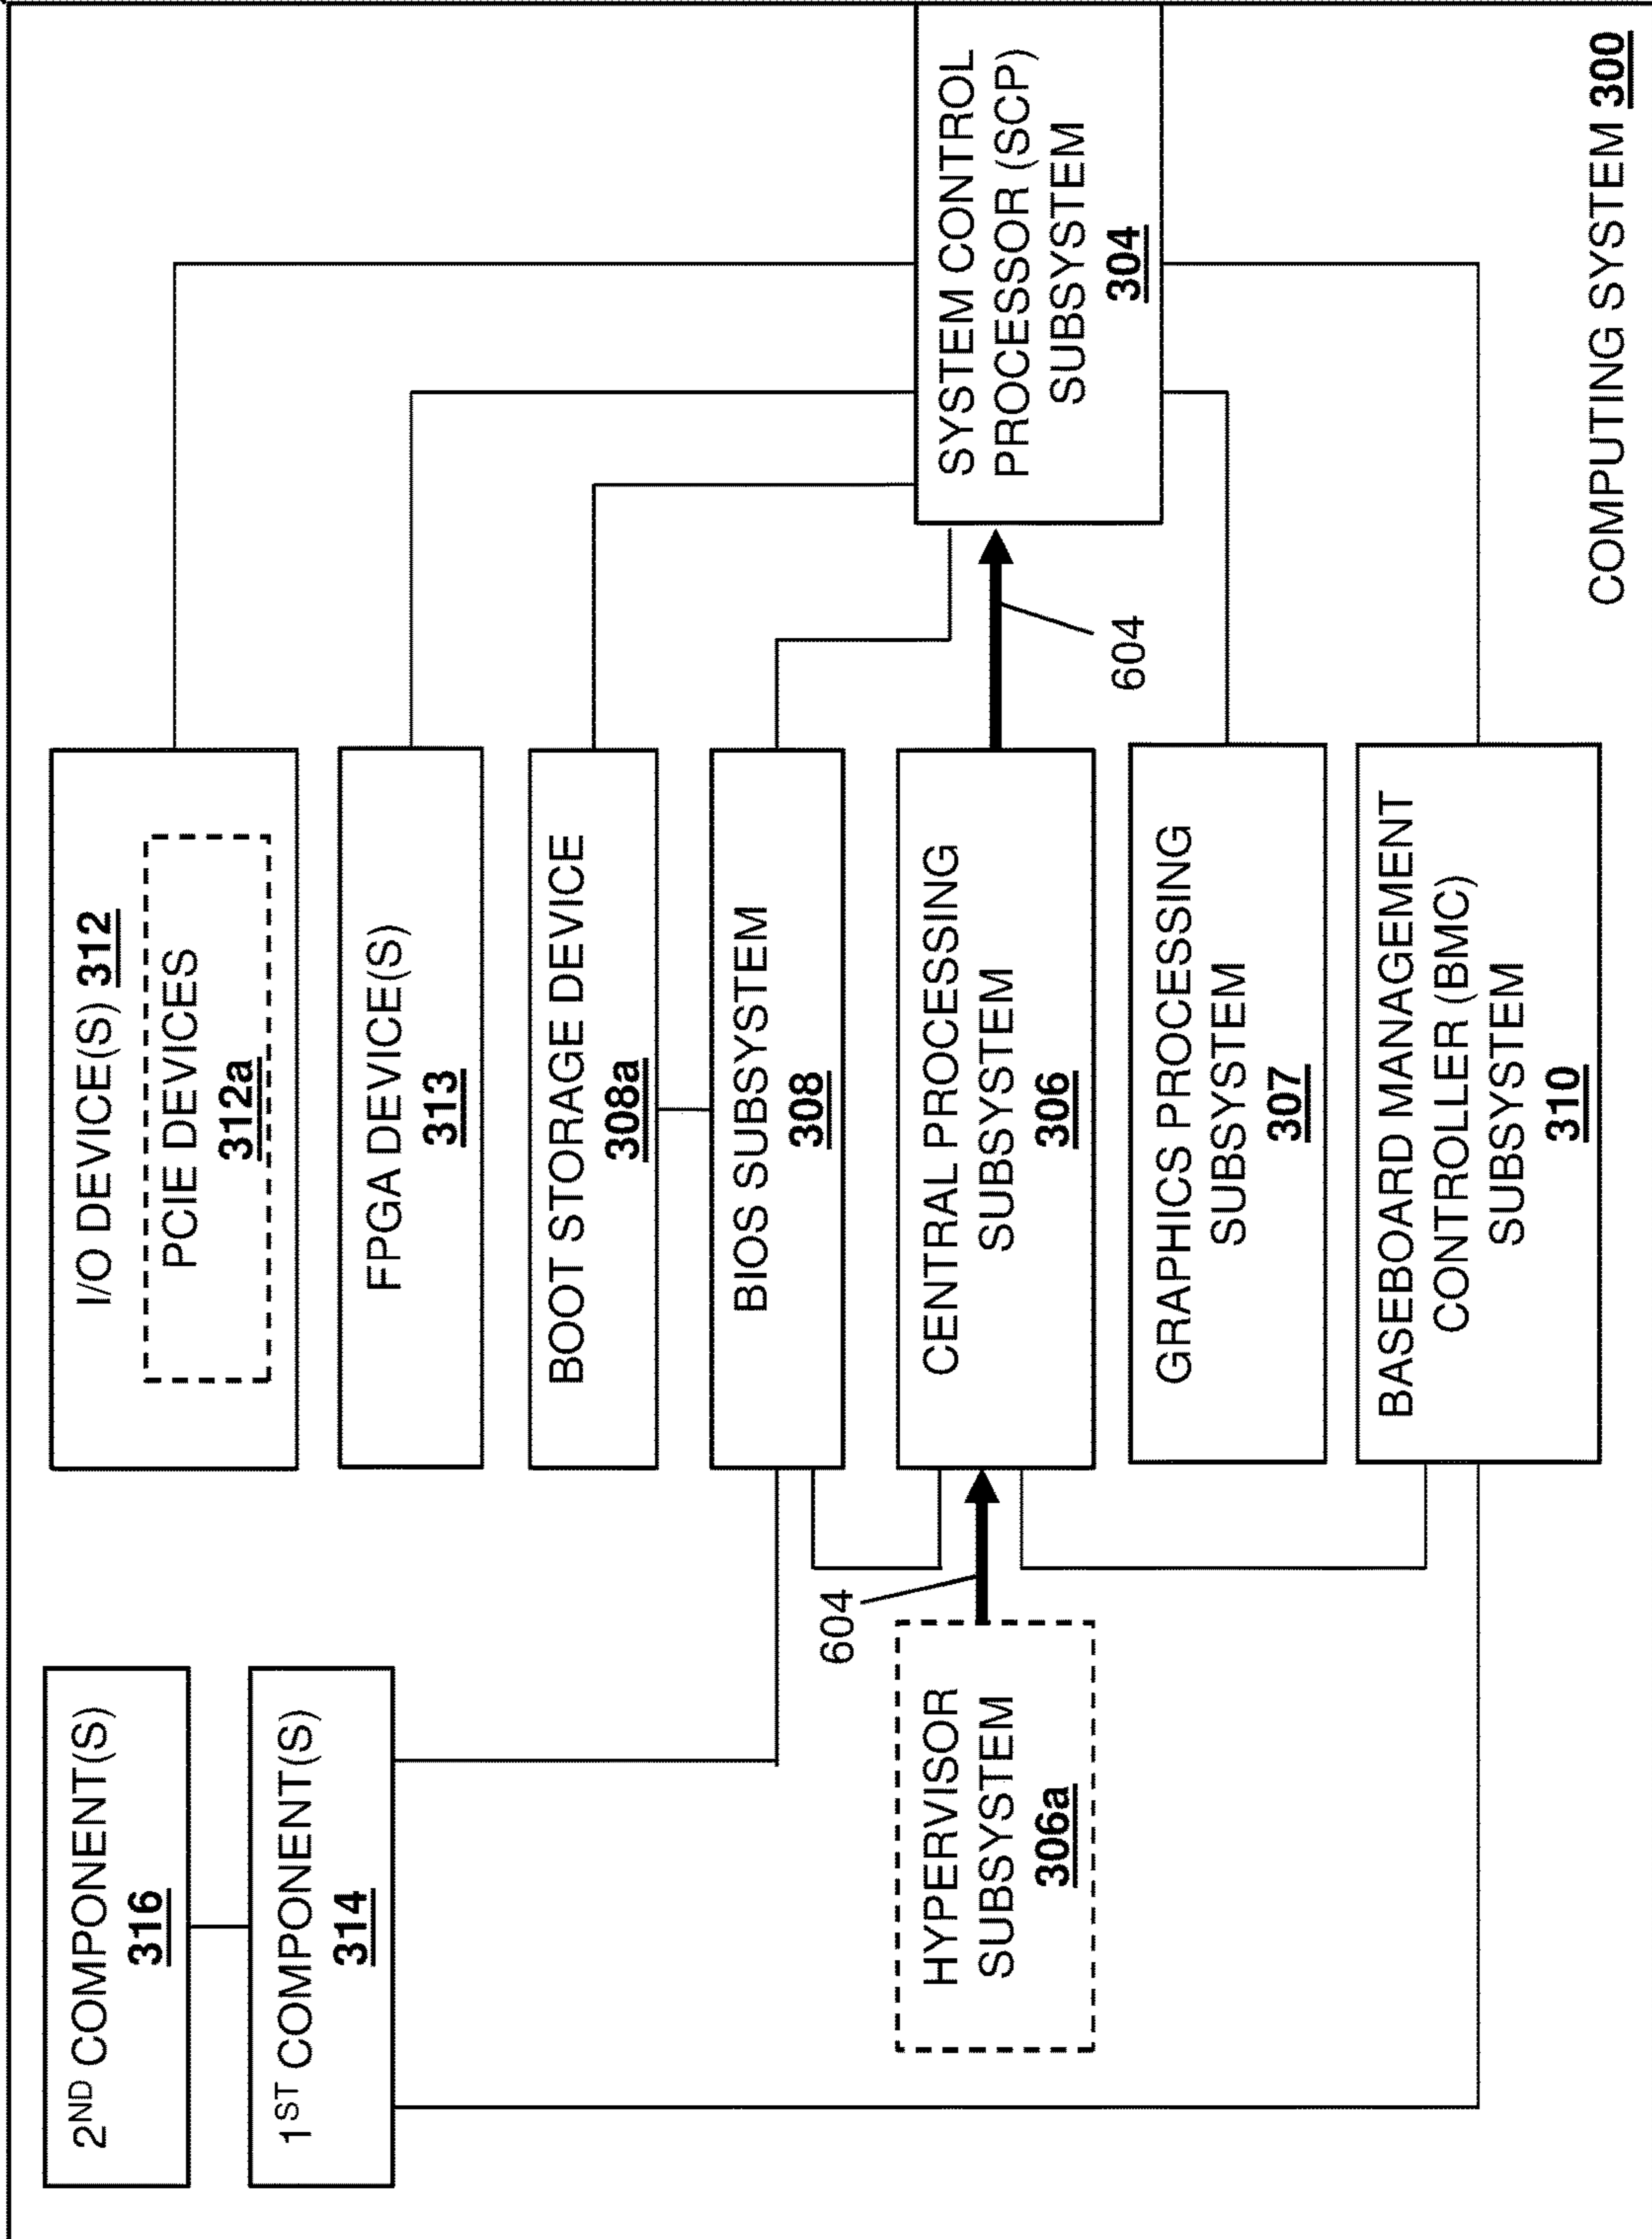 2ND COMPONENT(S)
316
1ST COMPONENT(S)
314
I/O DEVICE(S) 312
PCIE DEVICES
312a
FPGA DEVICE(S)
313
BOOT STORAGE DEVICE
308a
BIOS SUBSYSTEM
308
604
HYPERVISOR
SUBSYSTEM
306a
CENTRAL PROCESSING
SUBSYSTEM
306
604
SYSTEM CONTROL
PROCESSOR (SCP)
SUBSYSTEM
304
GRAPHICS PROCESSING
SUBSYSTEM
307
BASEBOARD MANAGEMENT
CONTROLLER (BMC)
SUBSYSTEM
310
COMPUTING SYSTEM 300